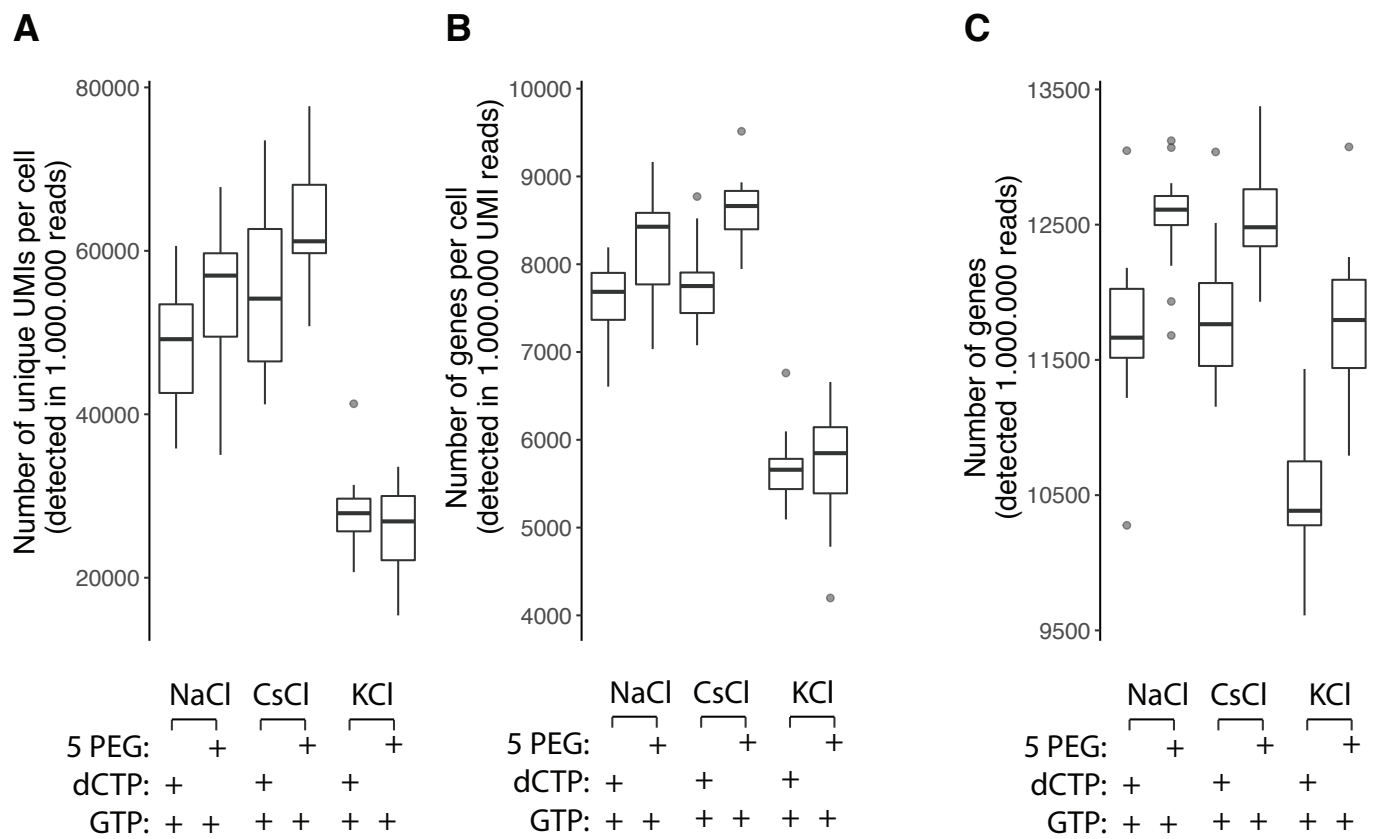 A
Number of unique UMIs per cell
(detected in 1.000.000 reads)
80000
60000
40000
20000
NaCl CsCl KCl
5 PEG: + + +
dCTP: + + +
GTP: + + + + + +
B
Number of genes per cell
(detected in 1.000.000 UMI reads)
10000
9000
8000
7000
6000
5000
4000
NaCl CsCl KCl
5 PEG: + + +
dCTP: + + +
GTP: + + + + + +
C
Number of genes
(detected 1.000.000 reads)
13500
12500
11500
10500
9500
NaCl CsCl KCl
5 PEG: + + +
dCTP: + + +
GTP: + + + + + +